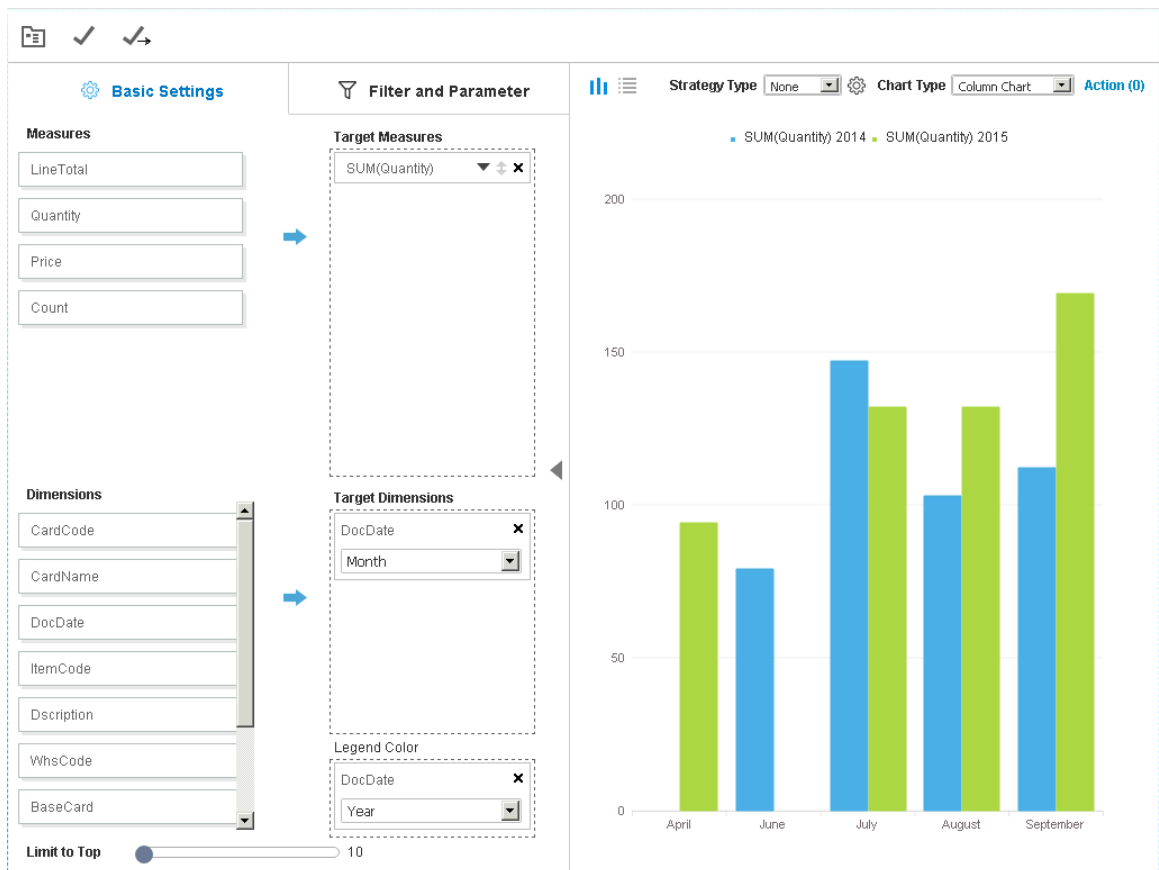 Basic Settings
Filter and Parameter
Measures
LineTotal
Quantity
Price
Count
Target Measures
SUM(Quantity)
Dimensions
CardCode
CardName
DocDate
ItemCode
Dscription
WhsCode
BaseCard
Target Dimensions
DocDate
Month
Legend Color
DocDate
Year
Limit to Top
10
Strategy Type None Chart Type Column Chart Action (0)
SUM(Quantity) 2014 SUM(Quantity) 2015
200
150
100
50
0
April June July August September